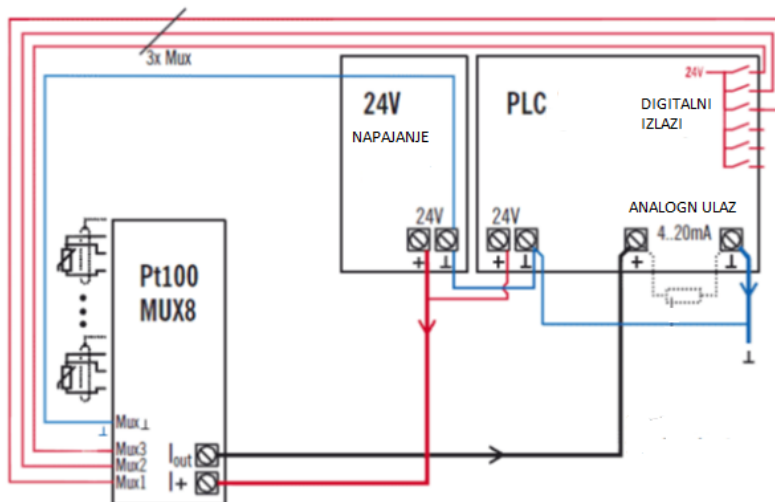 3x Mux
24V
NAPAJANJE
24V
+ ⊥
PLC
24V
DIGITALNI
IZLAZI
24V
+ ⊥
ANALOGN ULAZ
4..20mA
+ ⊥
⊥
Pt100
MUX8
Mux⊥
⊥
Mux3
Mux2
Mux1
Iout
I+